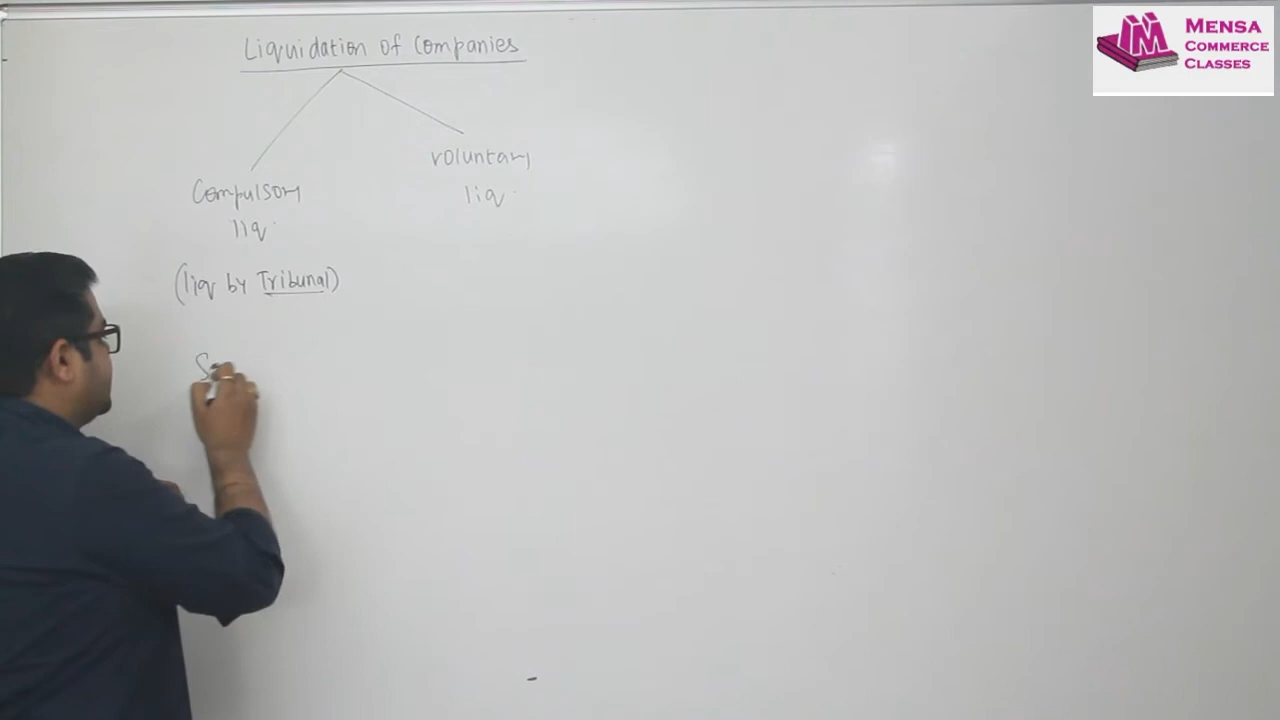 Liquidation of Companies
Compulsory
liq.
(liq by Tribunal)
voluntary
liq.
MENSA
COMMERCE
CLASSES